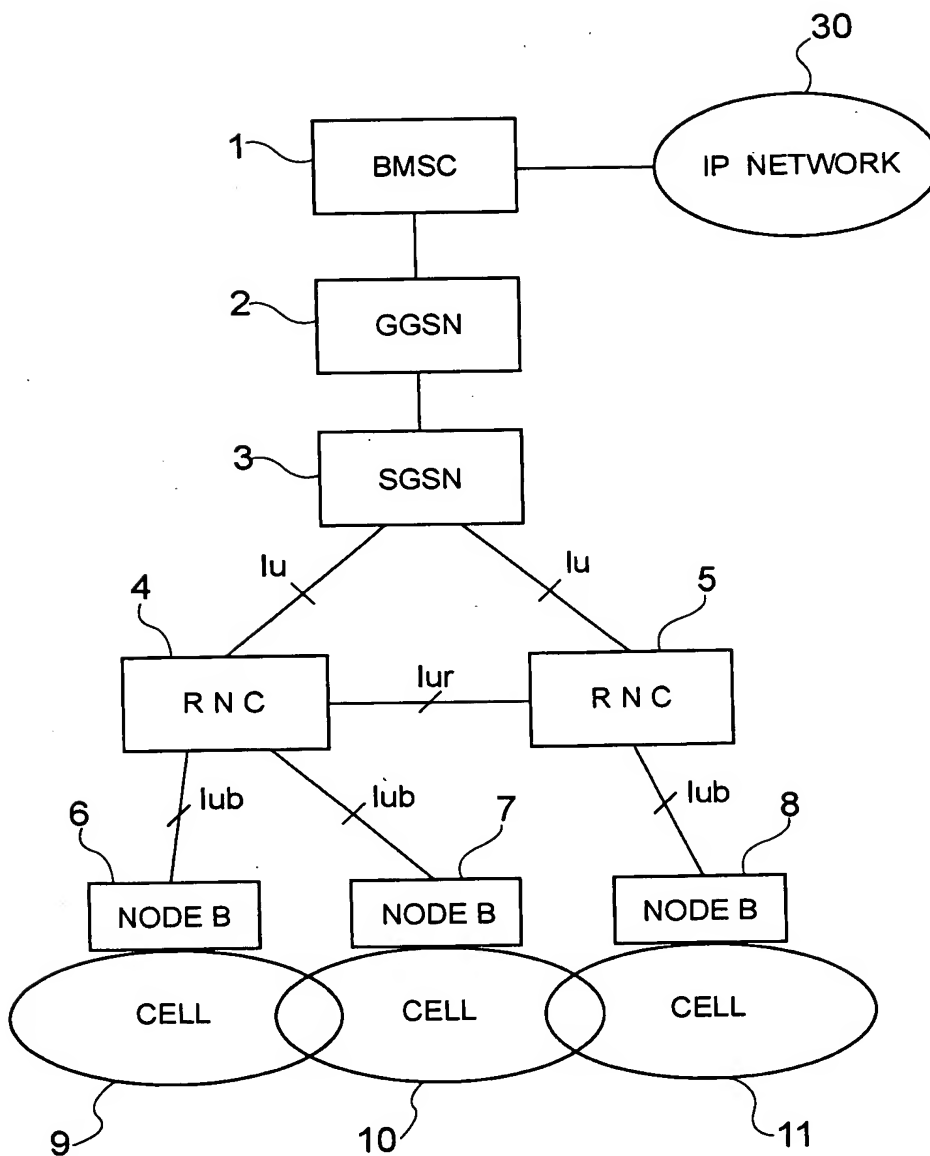 30
1
BMSC
IP NETWORK
2
GGSN
3
SGSN
Iu
Iu
4
5
R N C
Iur
R N C
6
Iub
Iub
7
Iub
8
NODE B
NODE B
NODE B
CELL
CELL
CELL
9
10
11